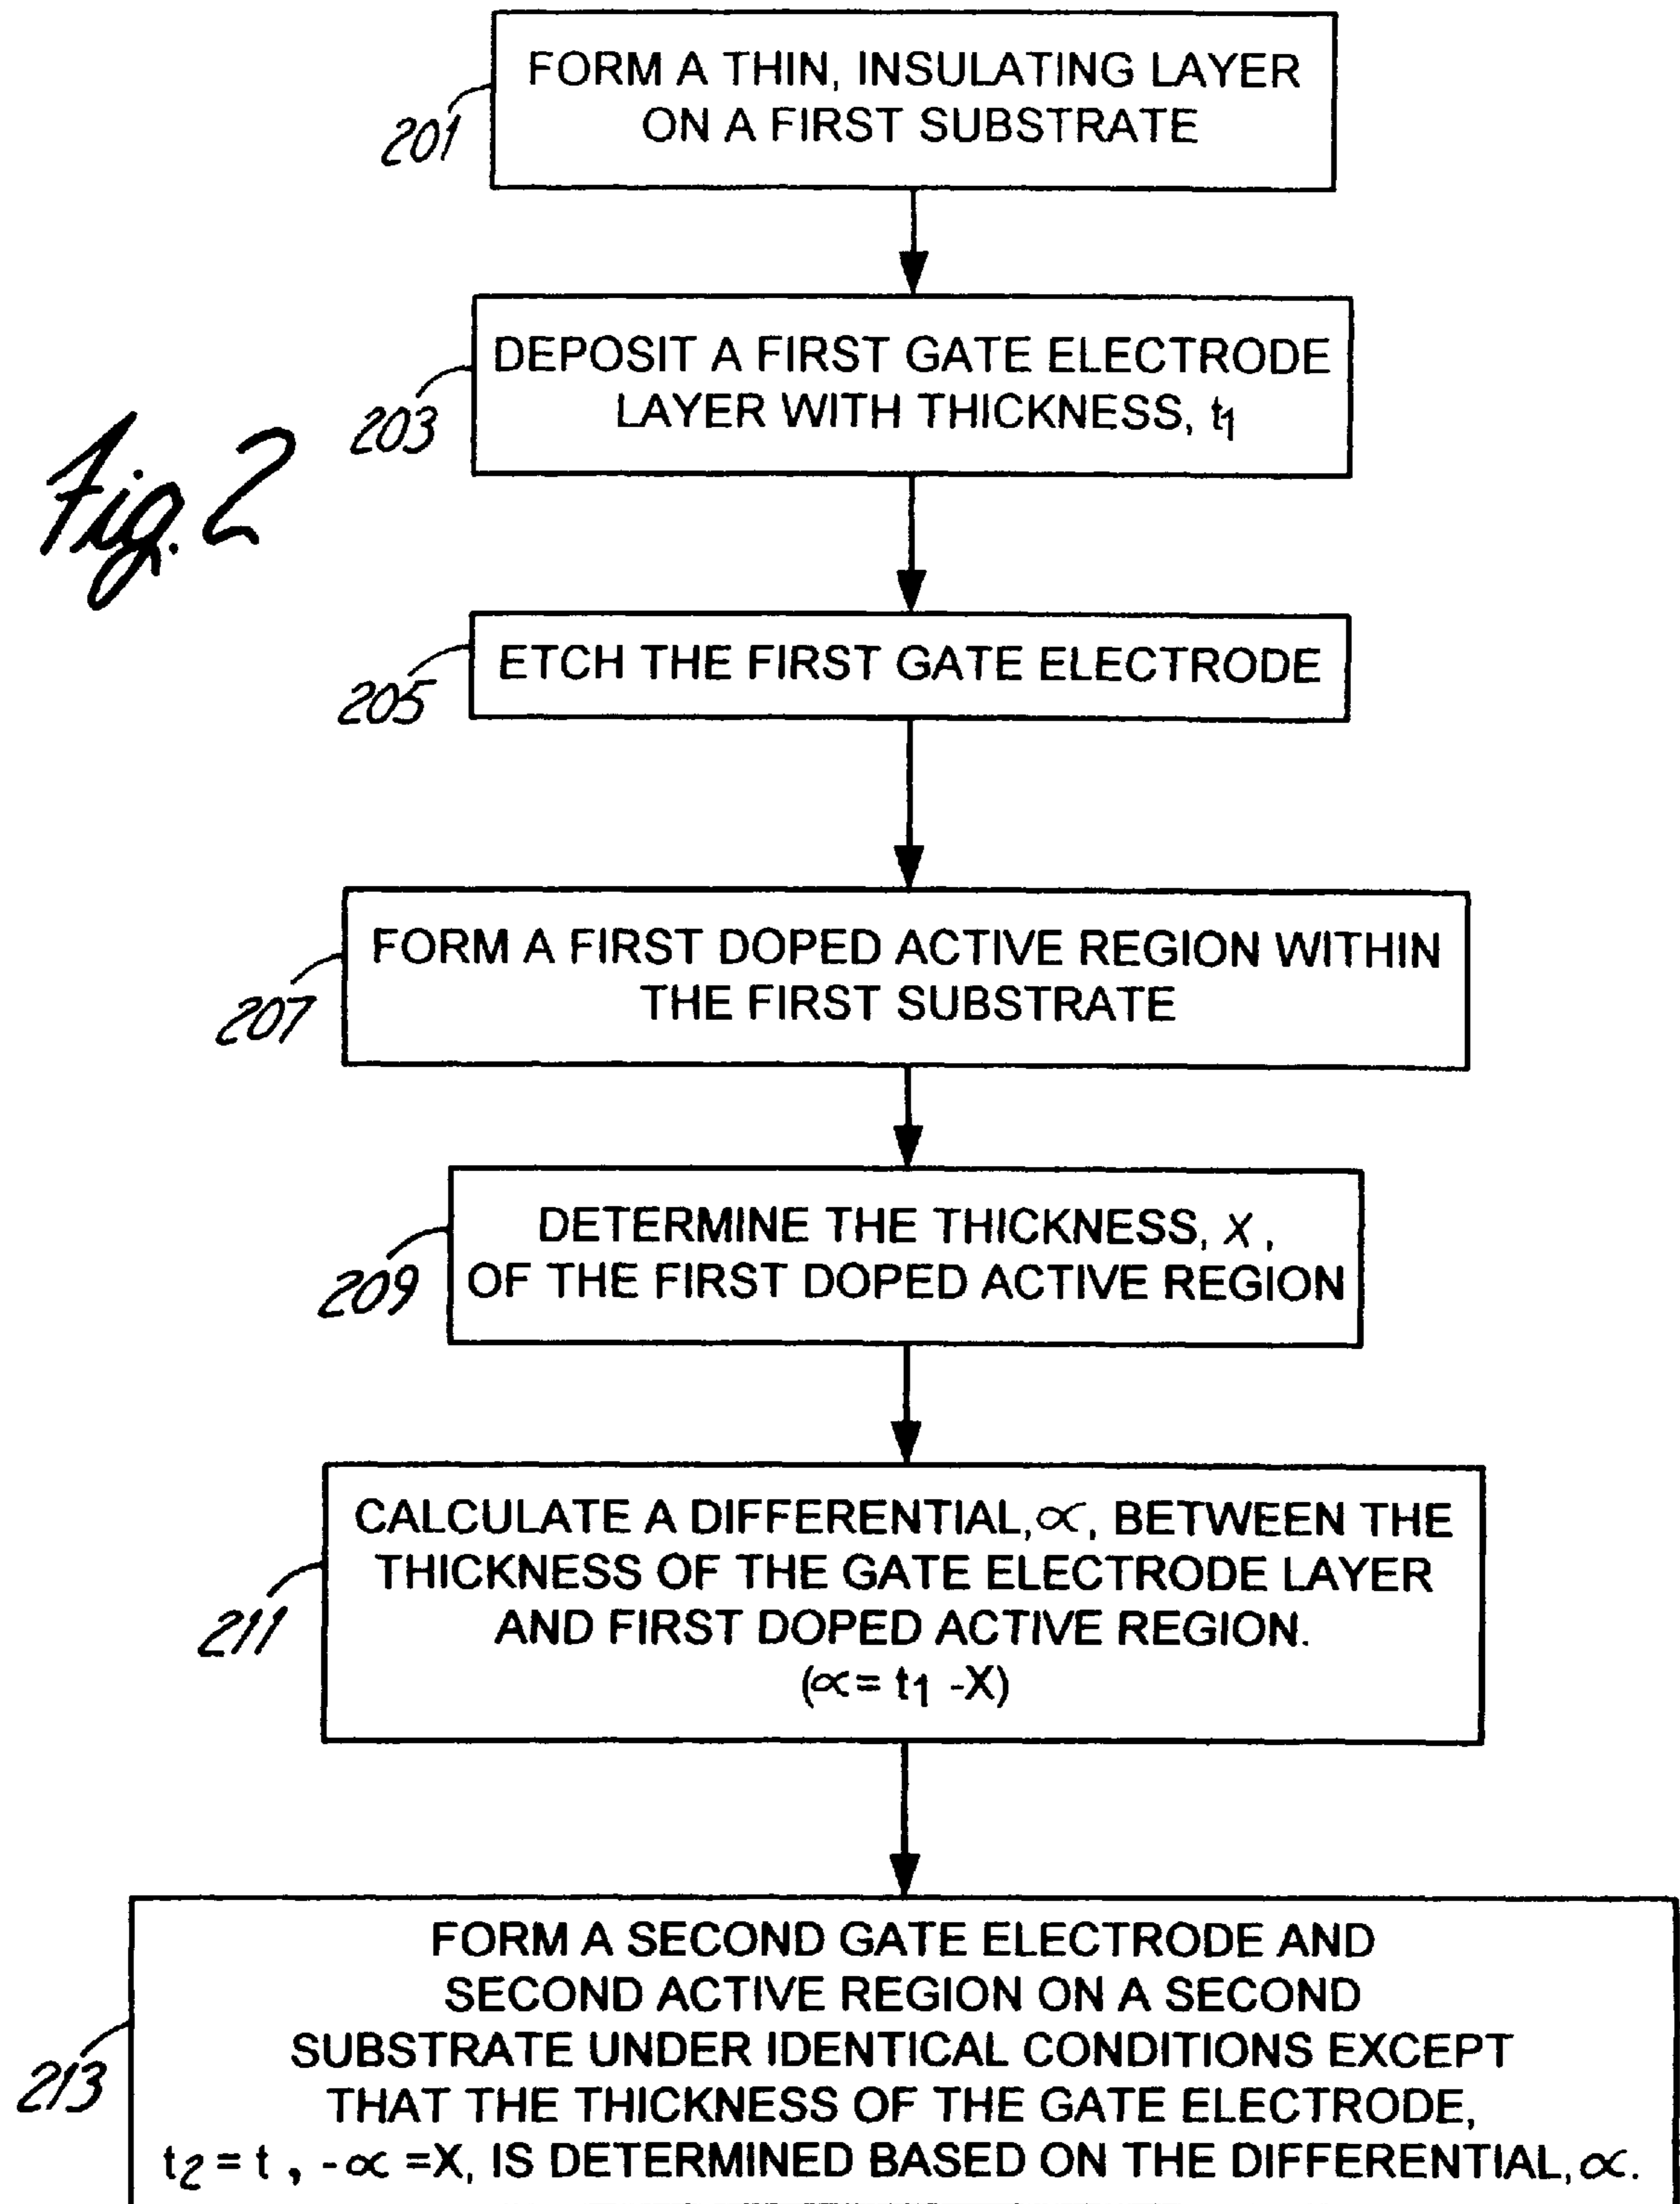 FORM A THIN, INSULATING LAYER
ON A FIRST SUBSTRATE
201
DEPOSIT A FIRST GATE ELECTRODE
LAYER WITH THICKNESS, t1
203
Fig. 2
ETCH THE FIRST GATE ELECTRODE
205
FORM A FIRST DOPED ACTIVE REGION WITHIN
THE FIRST SUBSTRATE
207
DETERMINE THE THICKNESS, X,
OF THE FIRST DOPED ACTIVE REGION
209
CALCULATE A DIFFERENTIAL, ∝, BETWEEN THE
THICKNESS OF THE GATE ELECTRODE LAYER
AND FIRST DOPED ACTIVE REGION.
(∝= t1 -X)
211
FORM A SECOND GATE ELECTRODE AND
SECOND ACTIVE REGION ON A SECOND
SUBSTRATE UNDER IDENTICAL CONDITIONS EXCEPT
THAT THE THICKNESS OF THE GATE ELECTRODE,
t2 = t , -∝ =X, IS DETERMINED BASED ON THE DIFFERENTIAL, ∝.
213